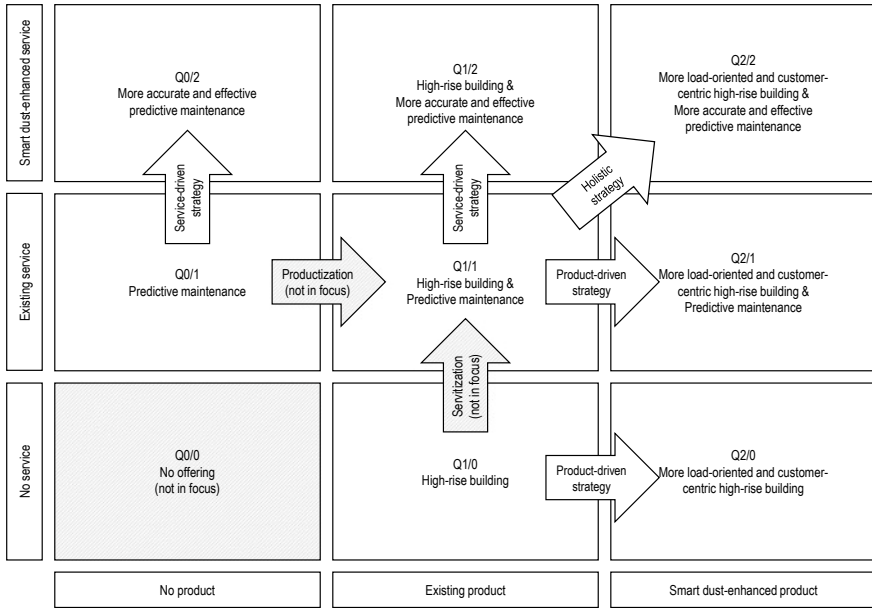 Smart dust-enhanced service
Q0/2
More accurate and effective
predictive maintenance
Q1/2
High-rise building &
More accurate and effective
predictive maintenance
Q2/2
More load-oriented and customer-
centric high-rise building &
More accurate and effective
predictive maintenance
Service-driven
strategy
Service-driven
strategy
Holistic
strategy
Existing service
Q0/1
Predictive maintenance
Productization
(not in focus)
Q1/1
High-rise building &
Predictive maintenance
Product-driven
strategy
Q2/1
More load-oriented and customer-
centric high-rise building &
Predictive maintenance
Servitization
(not in focus)
No service
Q0/0
No offering
(not in focus)
Q1/0
High-rise building
Product-driven
strategy
Q2/0
More load-oriented and customer-
centric high-rise building
No product
Existing product
Smart dust-enhanced product